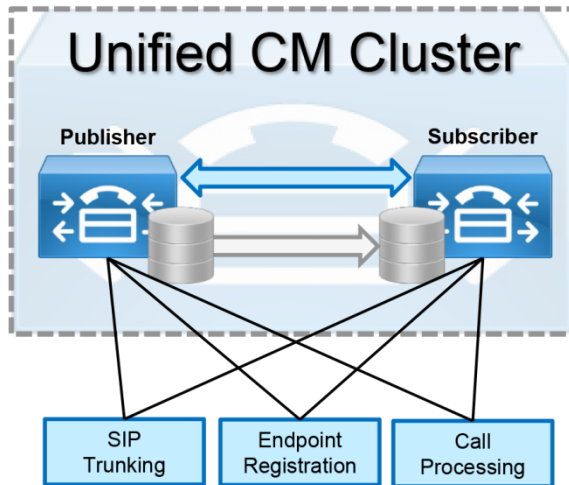 Unified CM Cluster
Publisher
Subscriber
SIP
Trunking
Endpoint
Registration
Call
Processing